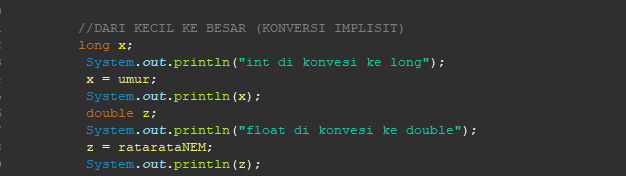 //DARI KECIL KE BESAR (KONVERSI IMPLISIT)
long x;
System.out.println("int di konvesi ke long");
x = umur;
System.out.println(x);
double z;
System.out.println("float di konvesi ke double");
z = ratarataNEM;
System.out.println(z);